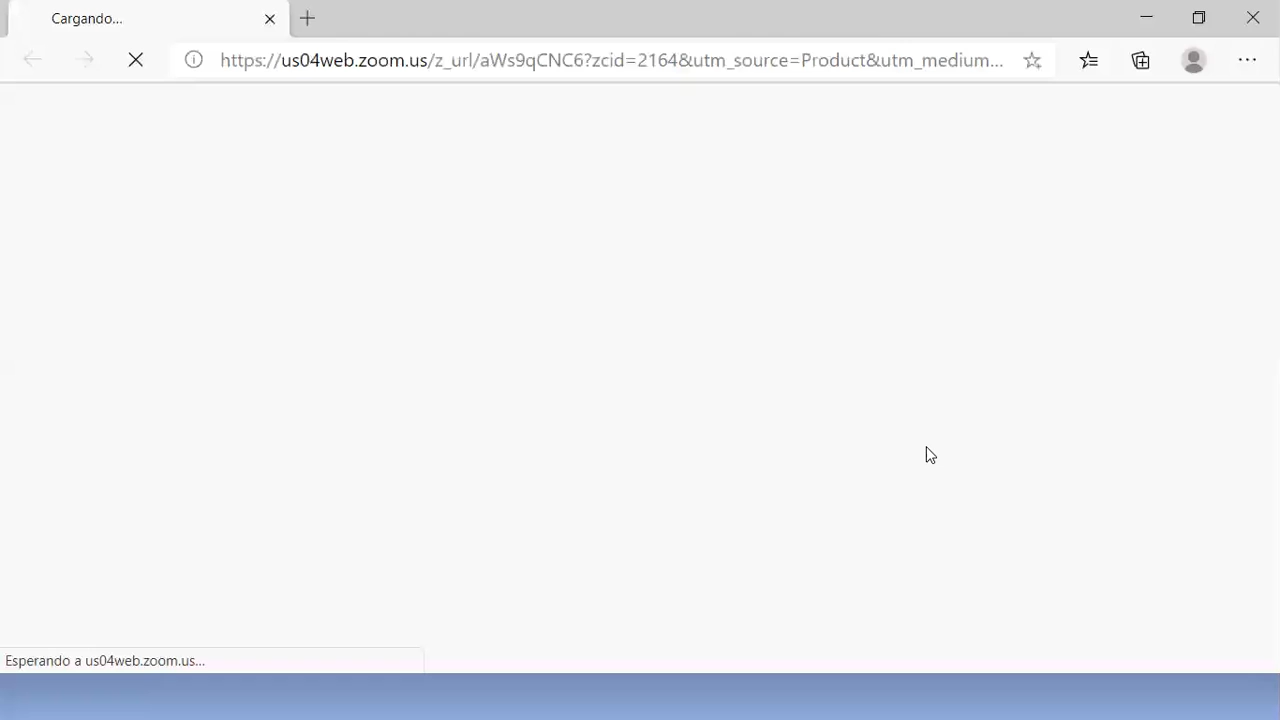 Cargando...
https://us04web.zoom.us/z_url/aWs9qCNC6?zcid=2164&utm_source=Product&utm_medium...
Esperando a us04web.zoom.us...